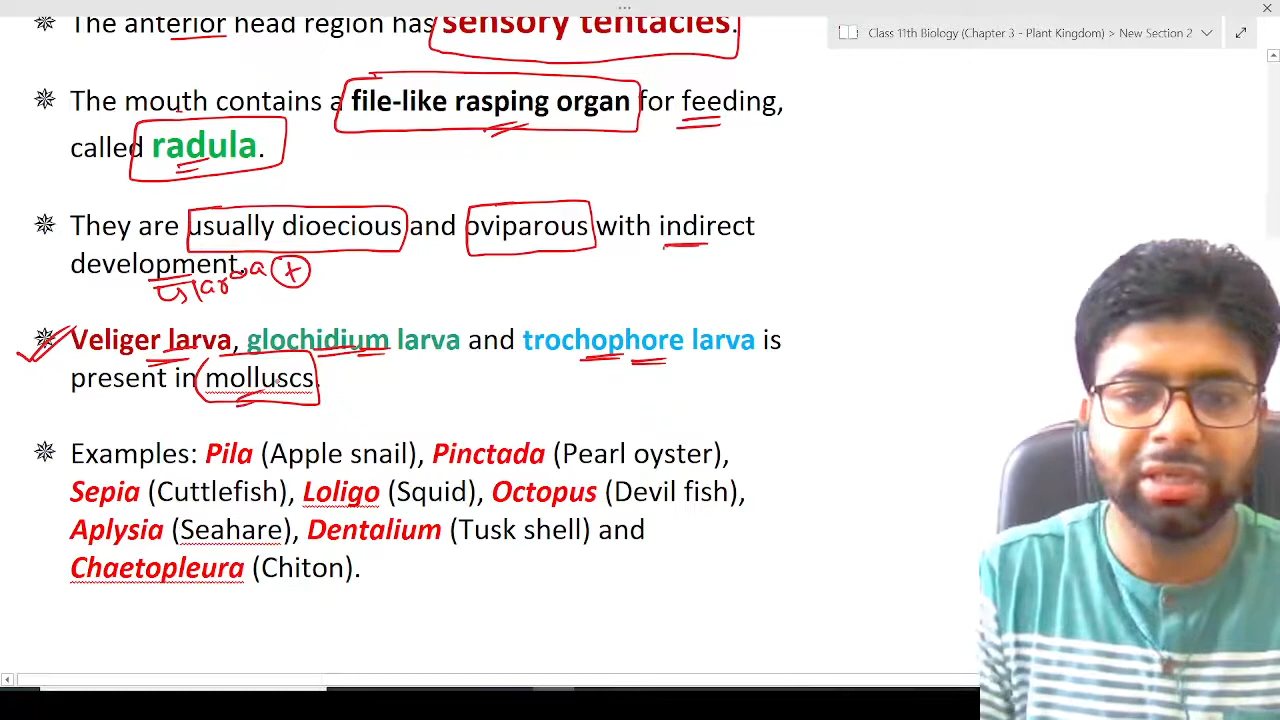 The anterior head region has sensory tentacles.
Class 11th Biology (Chapter 3 - Plant Kingdom) > New Section 2
The mouth contains a file-like rasping organ for feeding,
called radula.
They are usually dioecious and oviparous with indirect
development.
larva +
Veliger larva, glochidium larva and trochophore larva is
present in molluscs.
Examples: Pila (Apple snail), Pinctada (Pearl oyster),
Sepia (Cuttlefish), Loligo (Squid), Octopus (Devil fish),
Aplysia (Seahare), Dentalium (Tusk shell) and
Chaetopleura (Chiton).